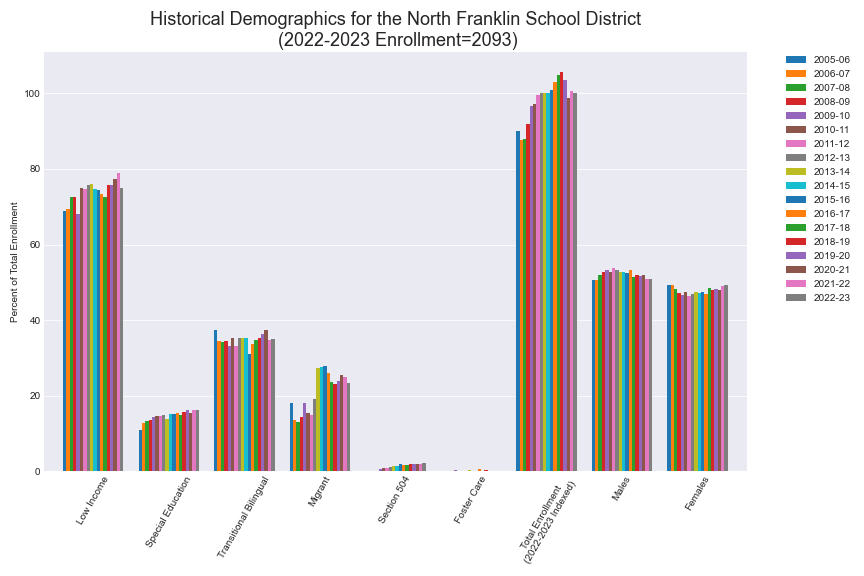 Historical Demographics for the North Franklin School District
(2022-2023 Enrollment=2093)
Percent of Total Enrollment
100
80
60
40
20
0
Low Income
Special Education
Transitional Bilingual
Migrant
Section 504
Foster Care
Total Enrollment
(2022-2023 Indexed)
Males
Females
2005-06
2006-07
2007-08
2008-09
2009-10
2010-11
2011-12
2012-13
2013-14
2014-15
2015-16
2016-17
2017-18
2018-19
2019-20
2020-21
2021-22
2022-23